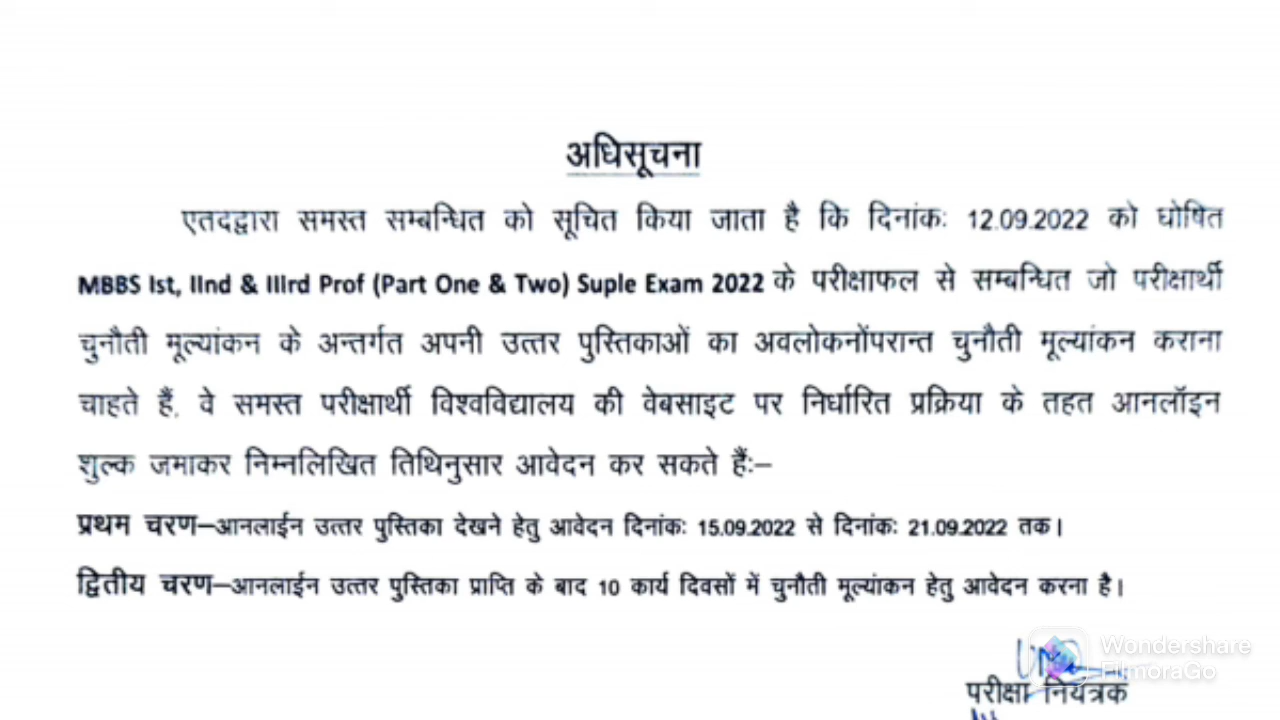 अधिसूचना
एतदद्वारा समस्त सम्बन्धित को सूचित किया जाता है कि दिनांकः 12.09.2022 को घोषित
MBBS Ist, IInd & IIIrd Prof (Part One & Two) Suple Exam 2022 के परीक्षाफल से सम्बन्धित जो परीक्षार्थी
चुनौती मूल्यांकन के अन्तर्गत अपनी उत्तर पुस्तिकाओं का अवलोकनोंपरान्त चुनौती मूल्यांकन कराना
चाहते हैं, वे समस्त परीक्षार्थी विश्वविद्यालय की वेबसाइट पर निर्धारित प्रक्रिया के तहत आनलॉइन
शुल्क जमाकर निम्नलिखित तिथिनुसार आवेदन कर सकते हैंः–
प्रथम चरण–आनलाईन उत्तर पुस्तिका देखने हेतु आवेदन दिनांकः 15.09.2022 से दिनांकः 21.09.2022 तक।
द्वितीय चरण–आनलाईन उत्तर पुस्तिका प्राप्ति के बाद 10 कार्य दिवसों में चुनौती मूल्यांकन हेतु आवेदन करना है।
Wondershare
FilmoraGo
परीक्षा नियंत्रक